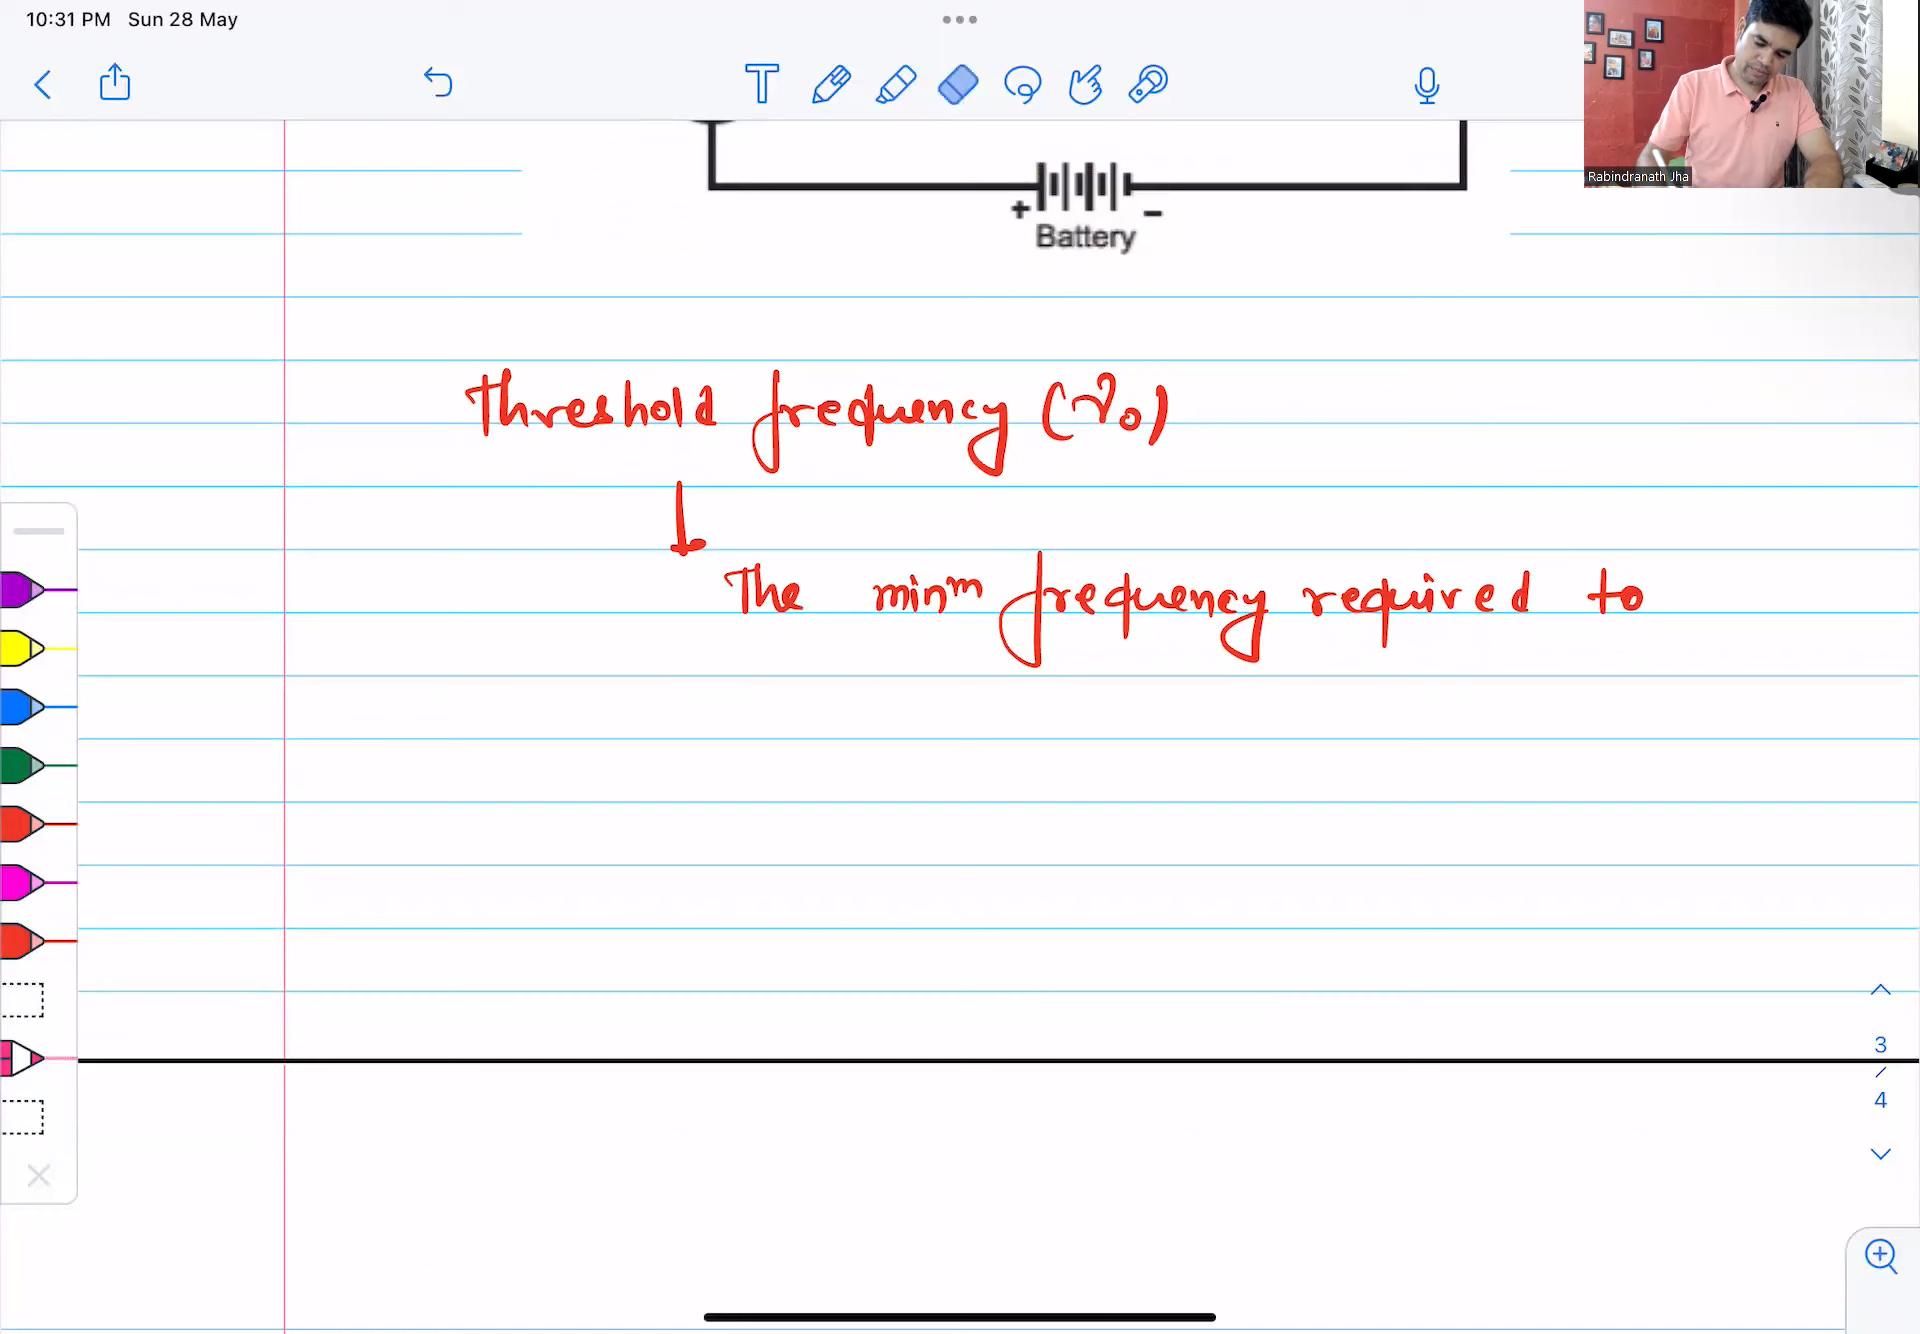 10:31 PM Sun 28 May
Rabindranath Jha
+ −
Battery
Threshold frequency (ν₀)
The minᵐ frequency required to
3
/
4